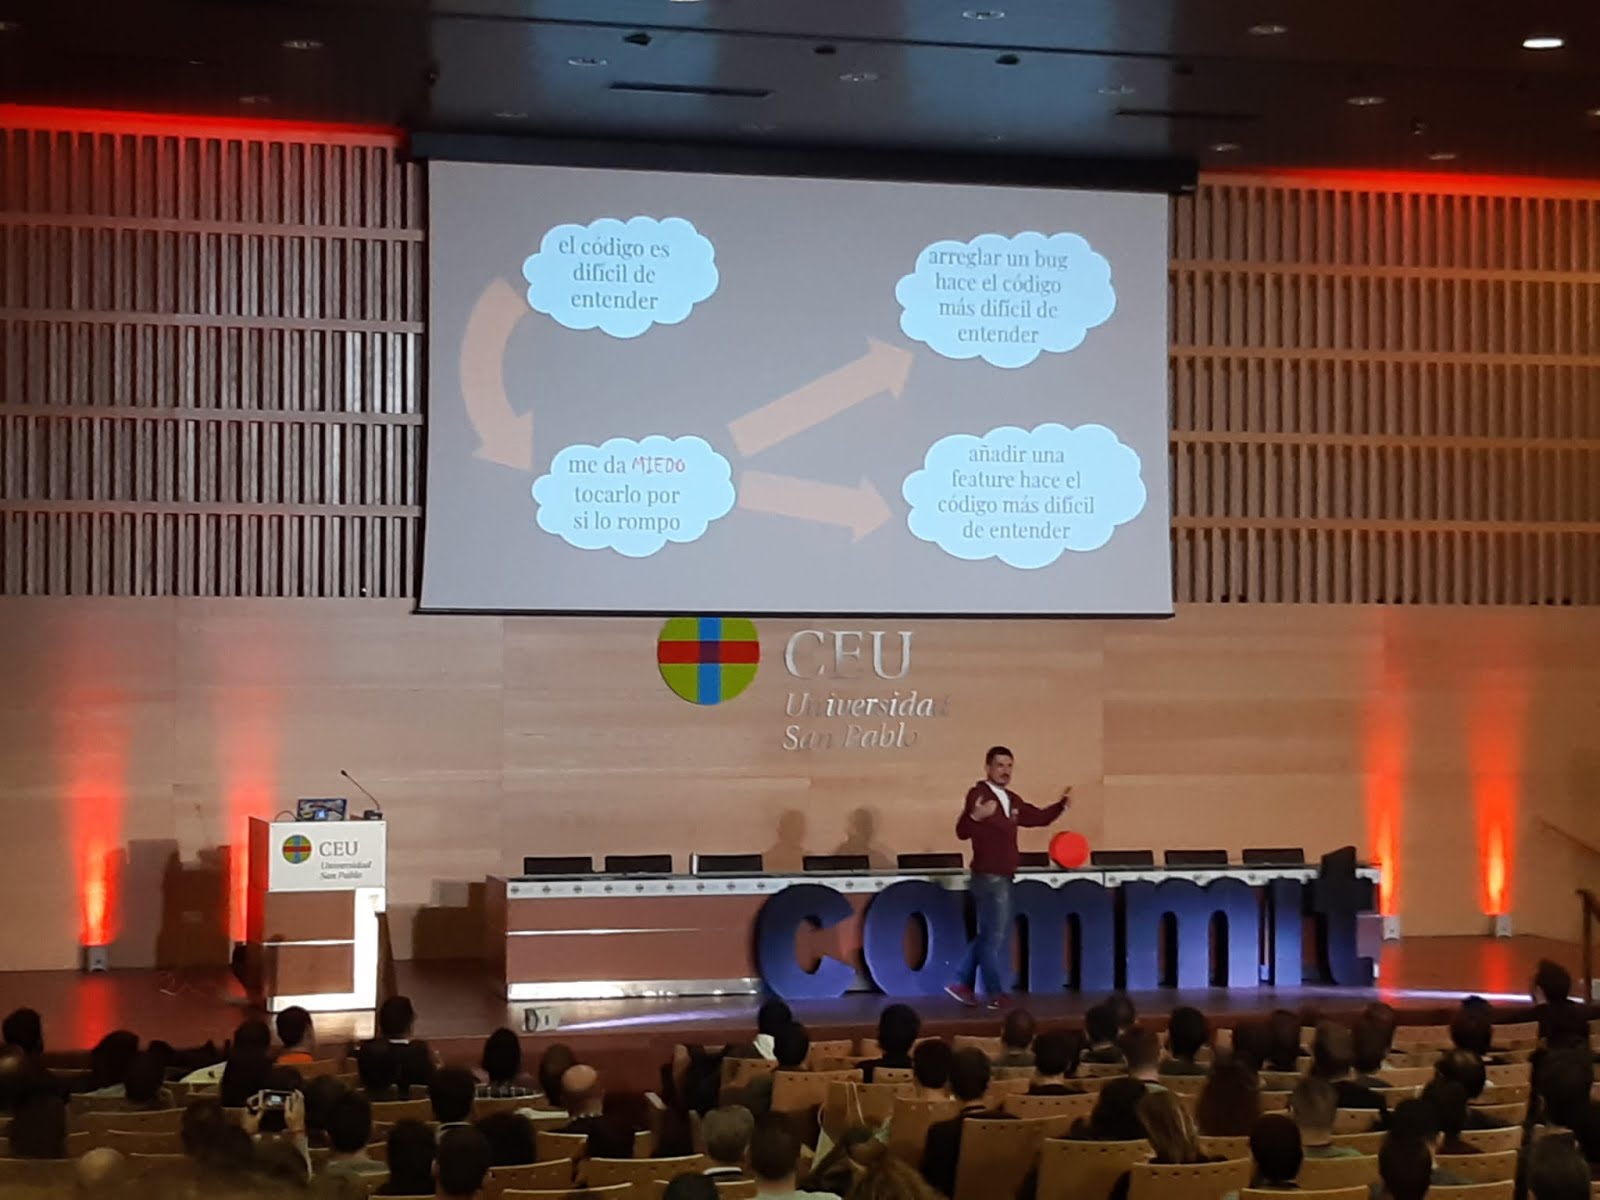 el código es
difícil de
entender
arreglar un bug
hace el código
más difícil de
entender
me da MIEDO
tocarlo por
si lo rompo
añadir una
feature hace el
código más difícil
de entender
CEU
Universidad
San Pablo
CEU
Universidad
San Pablo
commit